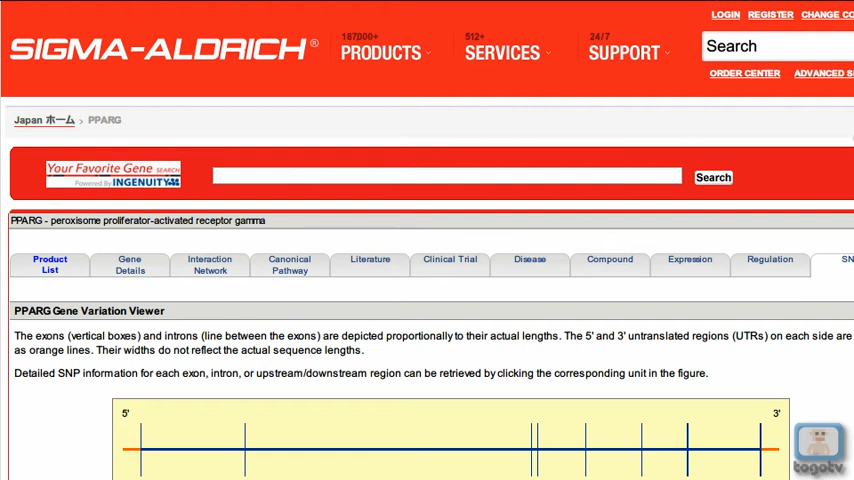 LOGIN REGISTER CHANGE CO
SIGMA-ALDRICH®
187,000+
PRODUCTS
512+
SERVICES
24/7
SUPPORT
Search
ORDER CENTER ADVANCED S
Japan ホーム > PPARG
Your Favorite Gene SEARCH
Powered By INGENUITY
Search
PPARG - peroxisome proliferator-activated receptor gamma
Product List
Gene Details
Interaction Network
Canonical Pathway
Literature
Clinical Trial
Disease
Compound
Expression
Regulation
SN
PPARG Gene Variation Viewer
The exons (vertical boxes) and introns (line between the exons) are depicted proportionally to their actual lengths. The 5' and 3' untranslated regions (UTRs) on each side are
as orange lines. Their widths do not reflect the actual sequence lengths.
Detailed SNP information for each exon, intron, or upstream/downstream region can be retrieved by clicking the corresponding unit in the figure.
5' 3'
togotv